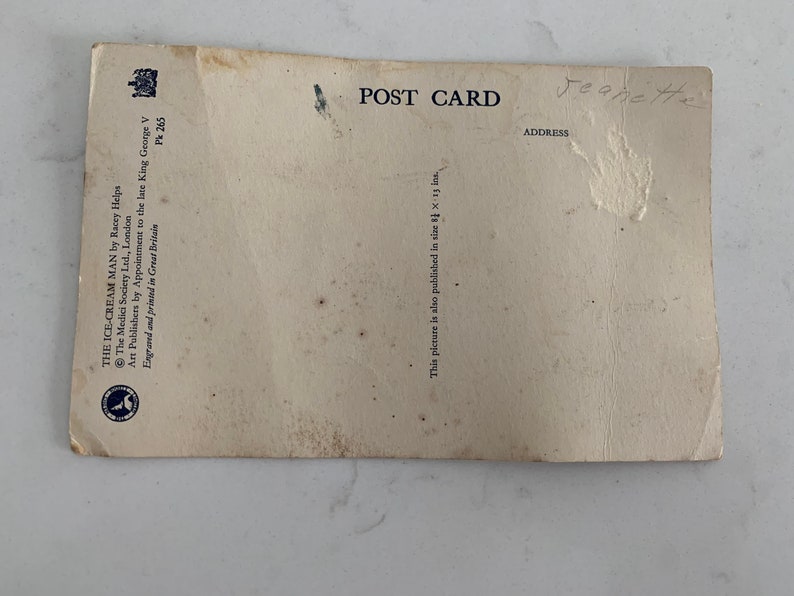 POST CARD
Jeanette
ADDRESS
THE ICE-CREAM MAN by Racey Helps
© The Medici Society Ltd., London
Art Publishers by Appointment to the late King George V
Engraved and printed in Great Britain
Pk 265
This picture is also published in size 8¼ × 13 ins.